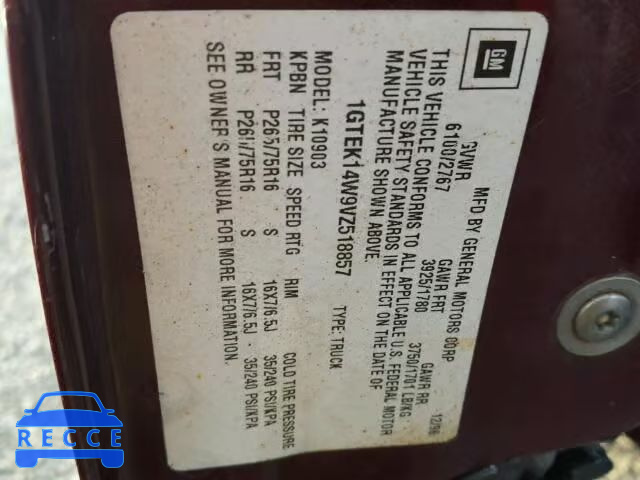 GM
MFD BY GENERAL MOTORS CORP 12/96
GVWR GAWR FRT GAWR RR
6100/2767 3925/1780 3750/1701 LB/KG
THIS VEHICLE CONFORMS TO ALL APPLICABLE U.S. FEDERAL MOTOR
VEHICLE SAFETY STANDARDS IN EFFECT ON THE DATE OF
MANUFACTURE SHOWN ABOVE.
1GTEK14W9VZ518857 TYPE: TRUCK
MODEL: K10903
KPBN TIRE SIZE SPEED RTG RIM COLD TIRE PRESSURE
FRT P265/75R16 S 16X7/6.5J 35/240 PSI/KPA
RR P265/75R16 S 16X7/6.5J 35/240 PSI/KPA
SEE OWNER'S MANUAL FOR MORE INFORMATION.
RECCE